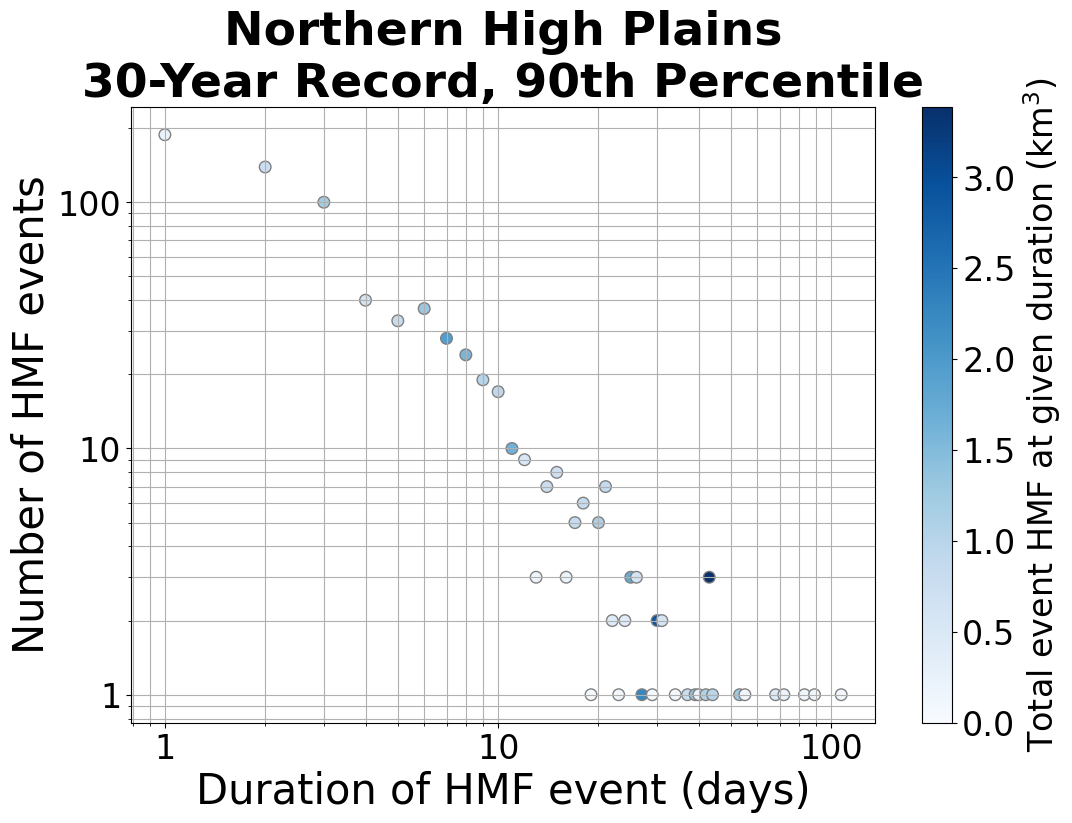 Northern High Plains
30-Year Record, 90th Percentile
Number of HMF events
100
10
1
1
10
100
Duration of HMF event (days)
3.0
2.5
2.0
1.5
1.0
0.5
0.0
Total event HMF at given duration (km³)